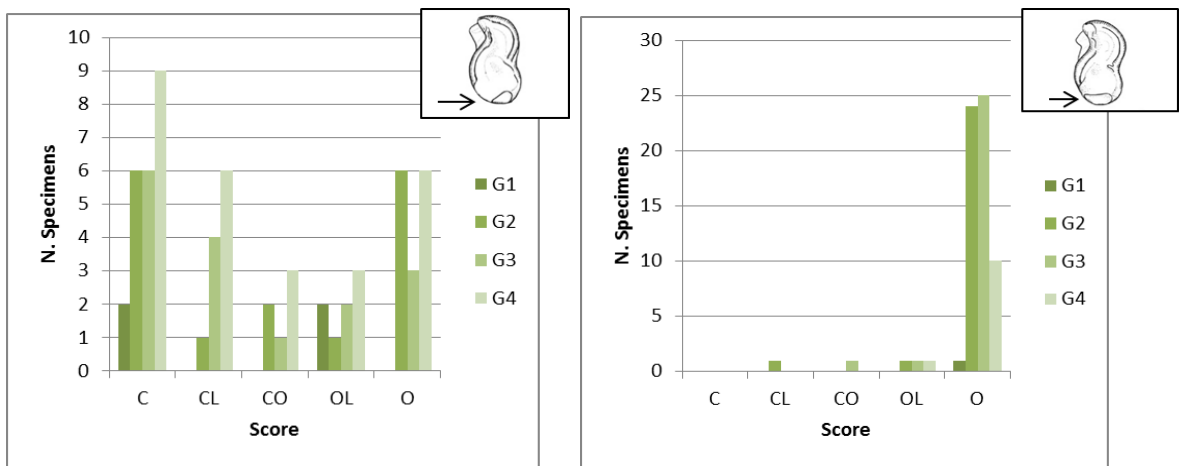 10
9
8
7
6
5
4
3
2
1
0
N. Specimens
C CL CO OL O
Score
G1
G2
G3
G4
30
25
20
15
10
5
0
N. Specimens
C CL CO OL O
Score
G1
G2
G3
G4